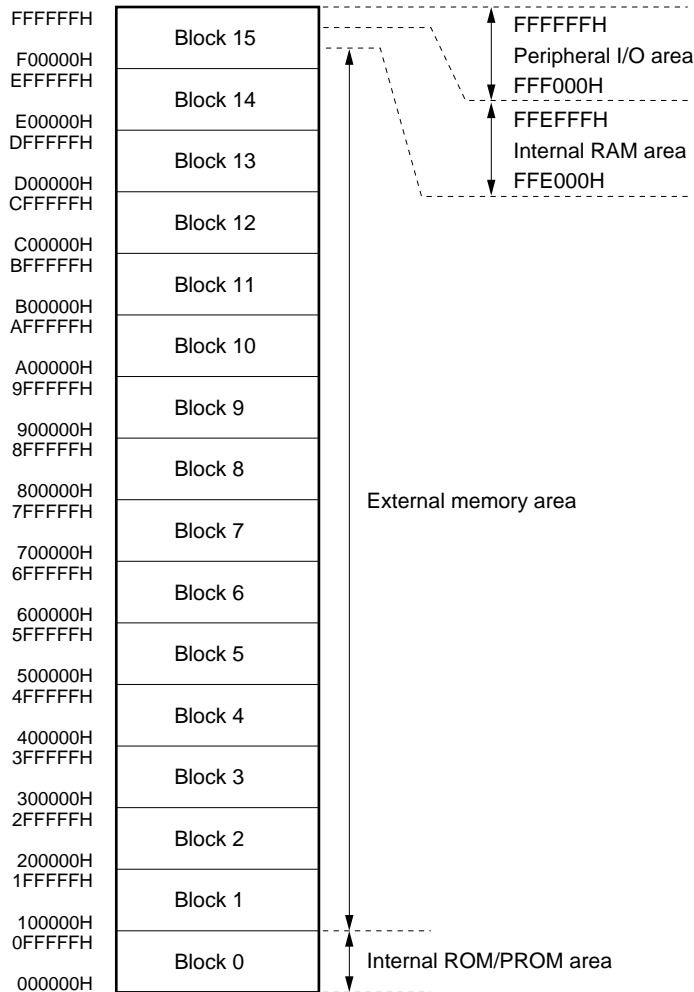 FFFFFFH
Block 15
F00000H
EFFFFFH
Block 14
E00000H
DFFFFFH
Block 13
D00000H
CFFFFFH
Block 12
C00000H
BFFFFFH
Block 11
B00000H
AFFFFFH
Block 10
A00000H
9FFFFFH
Block 9
900000H
8FFFFFH
Block 8
800000H
7FFFFFH
Block 7
700000H
6FFFFFH
Block 6
600000H
5FFFFFH
Block 5
500000H
4FFFFFH
Block 4
400000H
3FFFFFH
Block 3
300000H
2FFFFFH
Block 2
200000H
1FFFFFH
Block 1
100000H
0FFFFFH
Block 0
000000H
FFFFFFH
Peripheral I/O area
FFF000H
FFEFFFH
Internal RAM area
FFE000H
External memory area
Internal ROM/PROM area